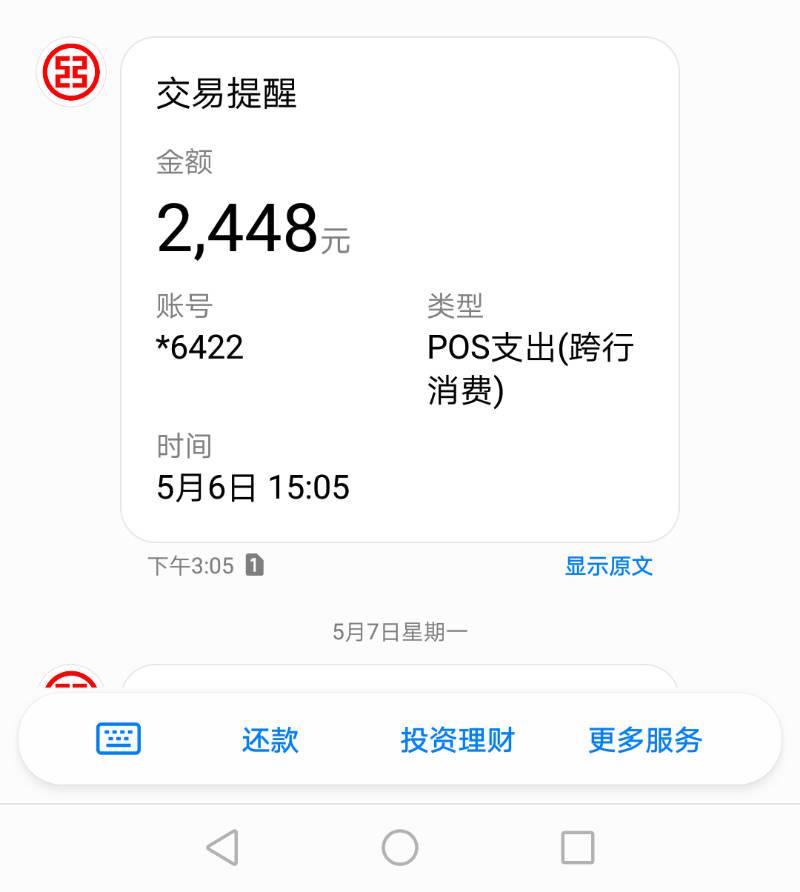 交易提醒
金额
2,448元
账号
*6422
类型
POS支出(跨行
消费)
时间
5月6日 15:05
下午3:05 1
显示原文
5月7日星期一
还款
投资理财
更多服务